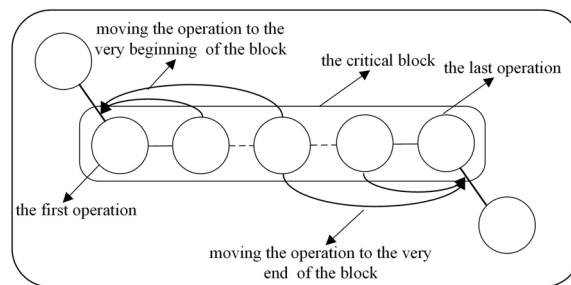 moving the operation to the
very beginning of the block
the critical block
the last operation
the first operation
moving the operation to the very
end of the block